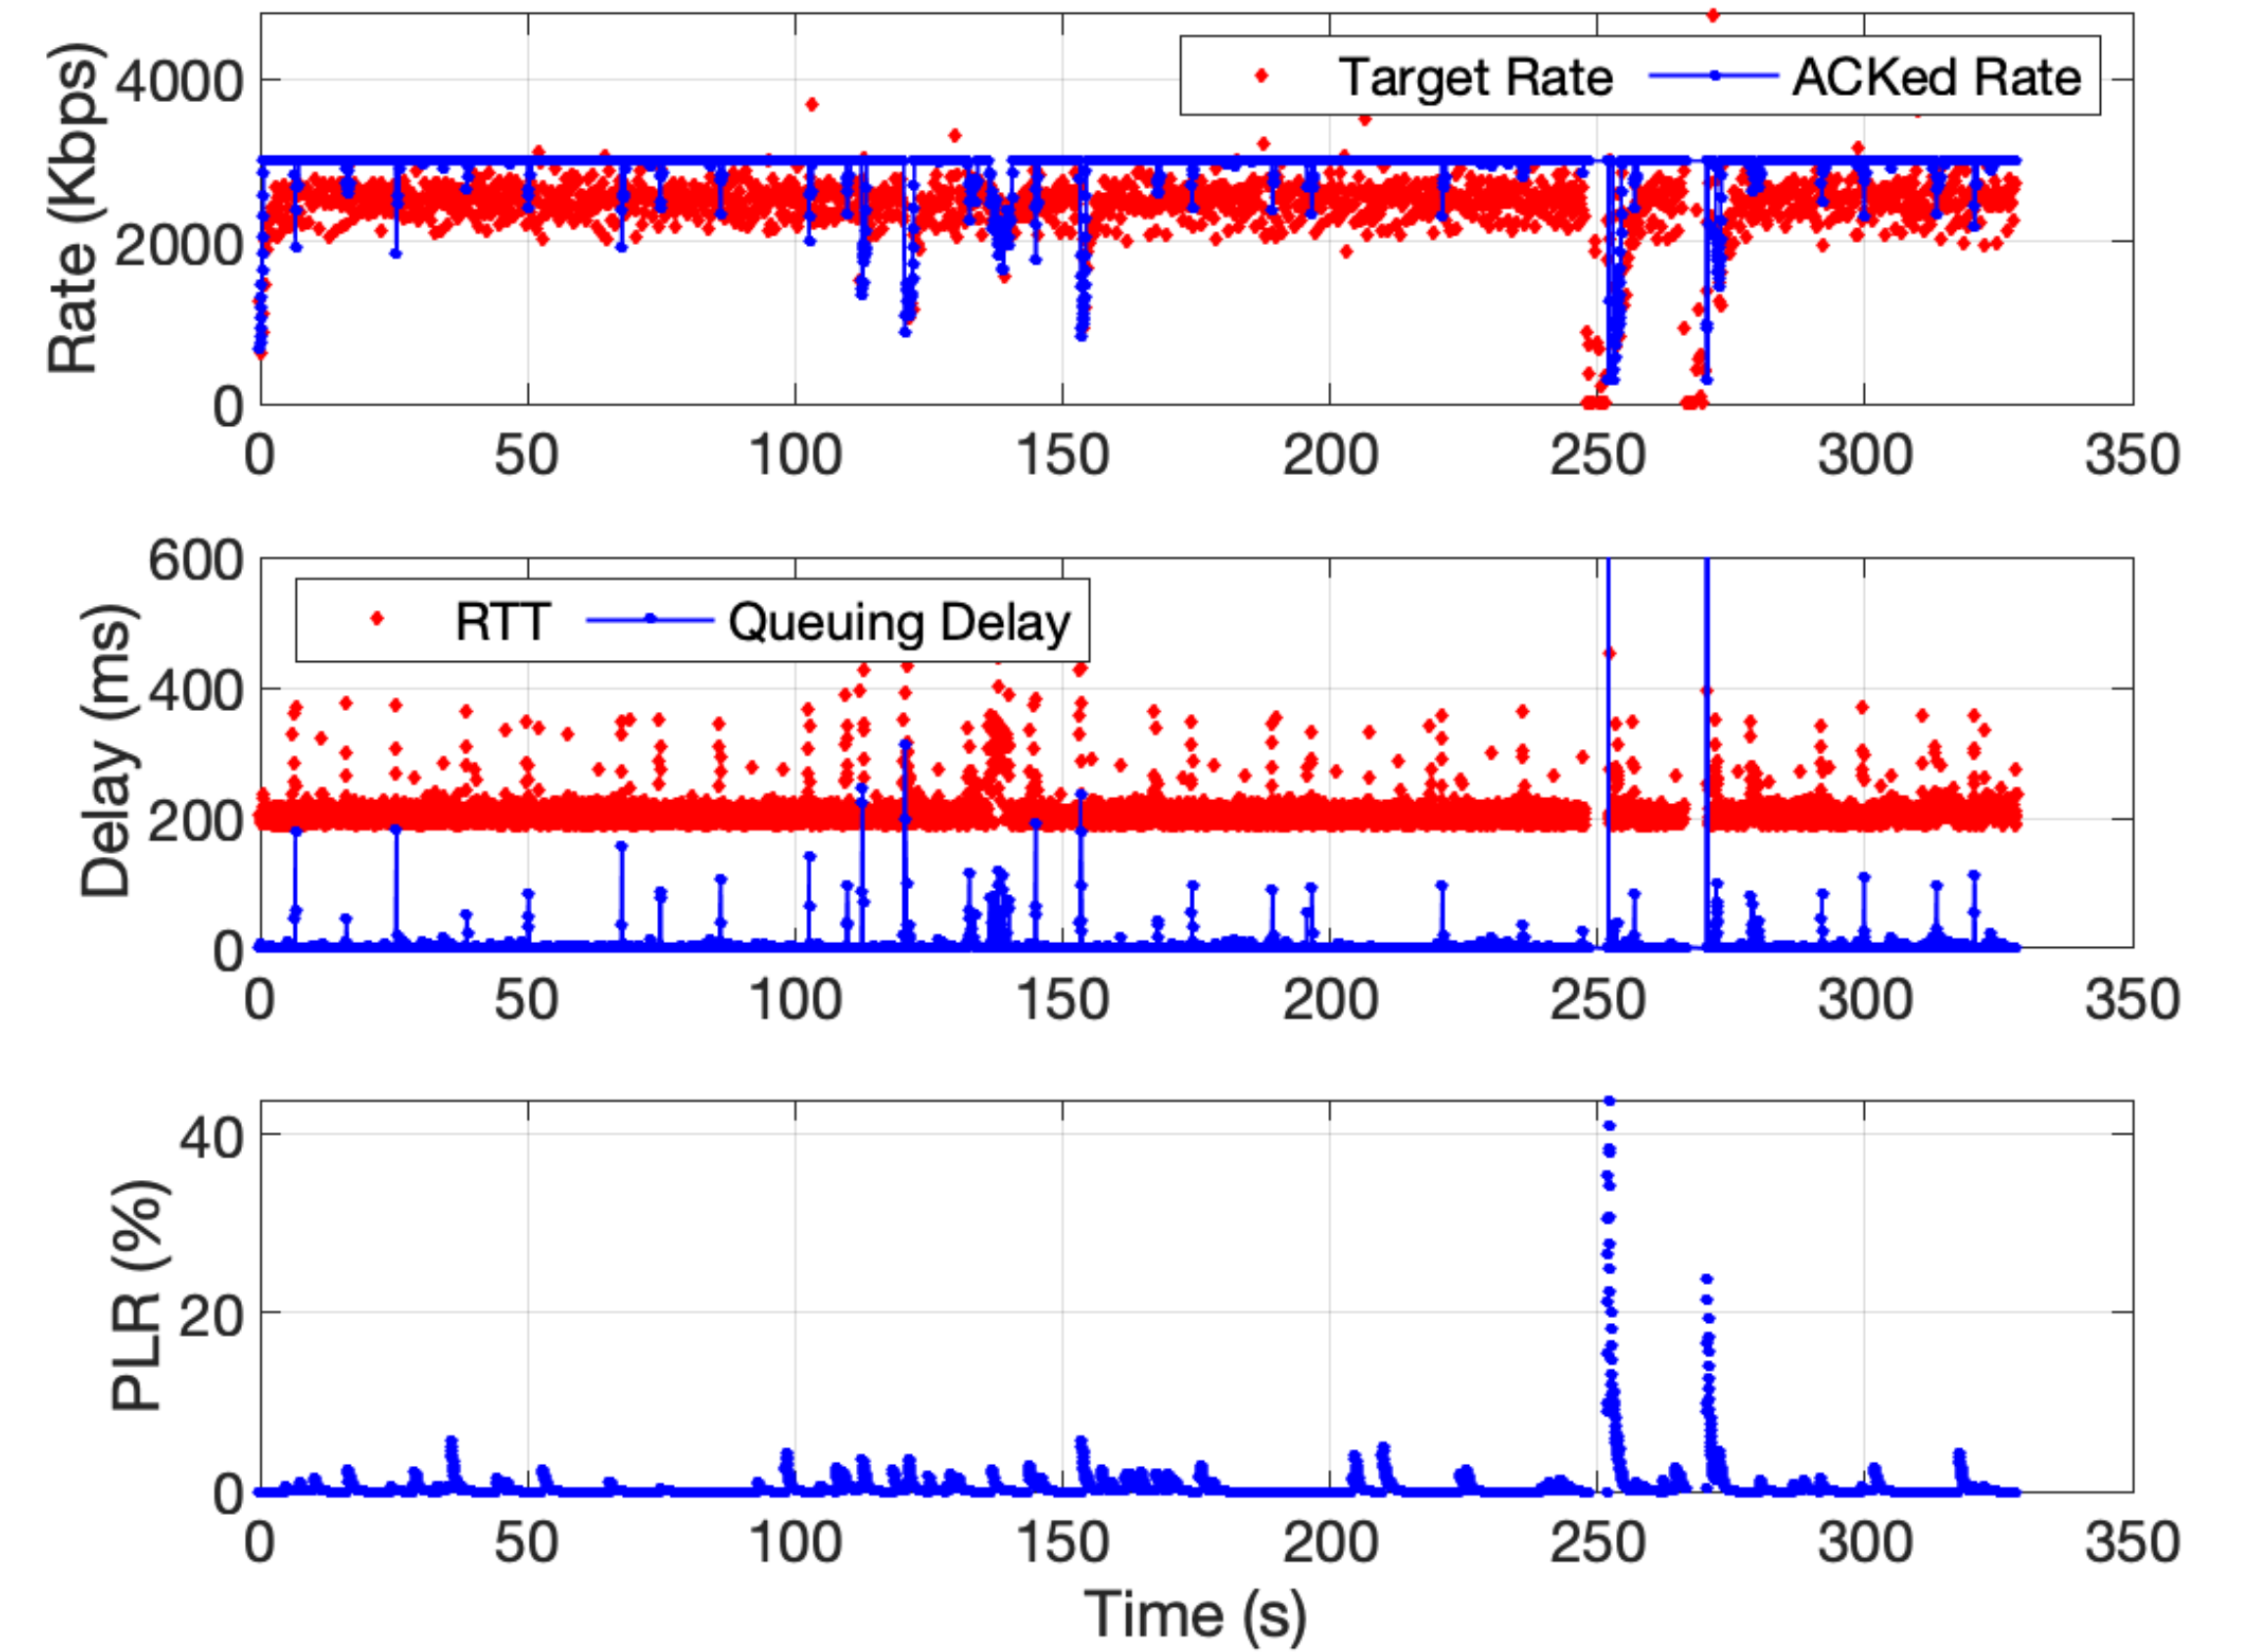 Rate (Kbps)
4000
2000
0
Target Rate
ACKed Rate
0 50 100 150 200 250 300 350
Delay (ms)
600
400
200
0
RTT
Queuing Delay
0 50 100 150 200 250 300 350
PLR (%)
40
20
0
0 50 100 150 200 250 300 350
Time (s)